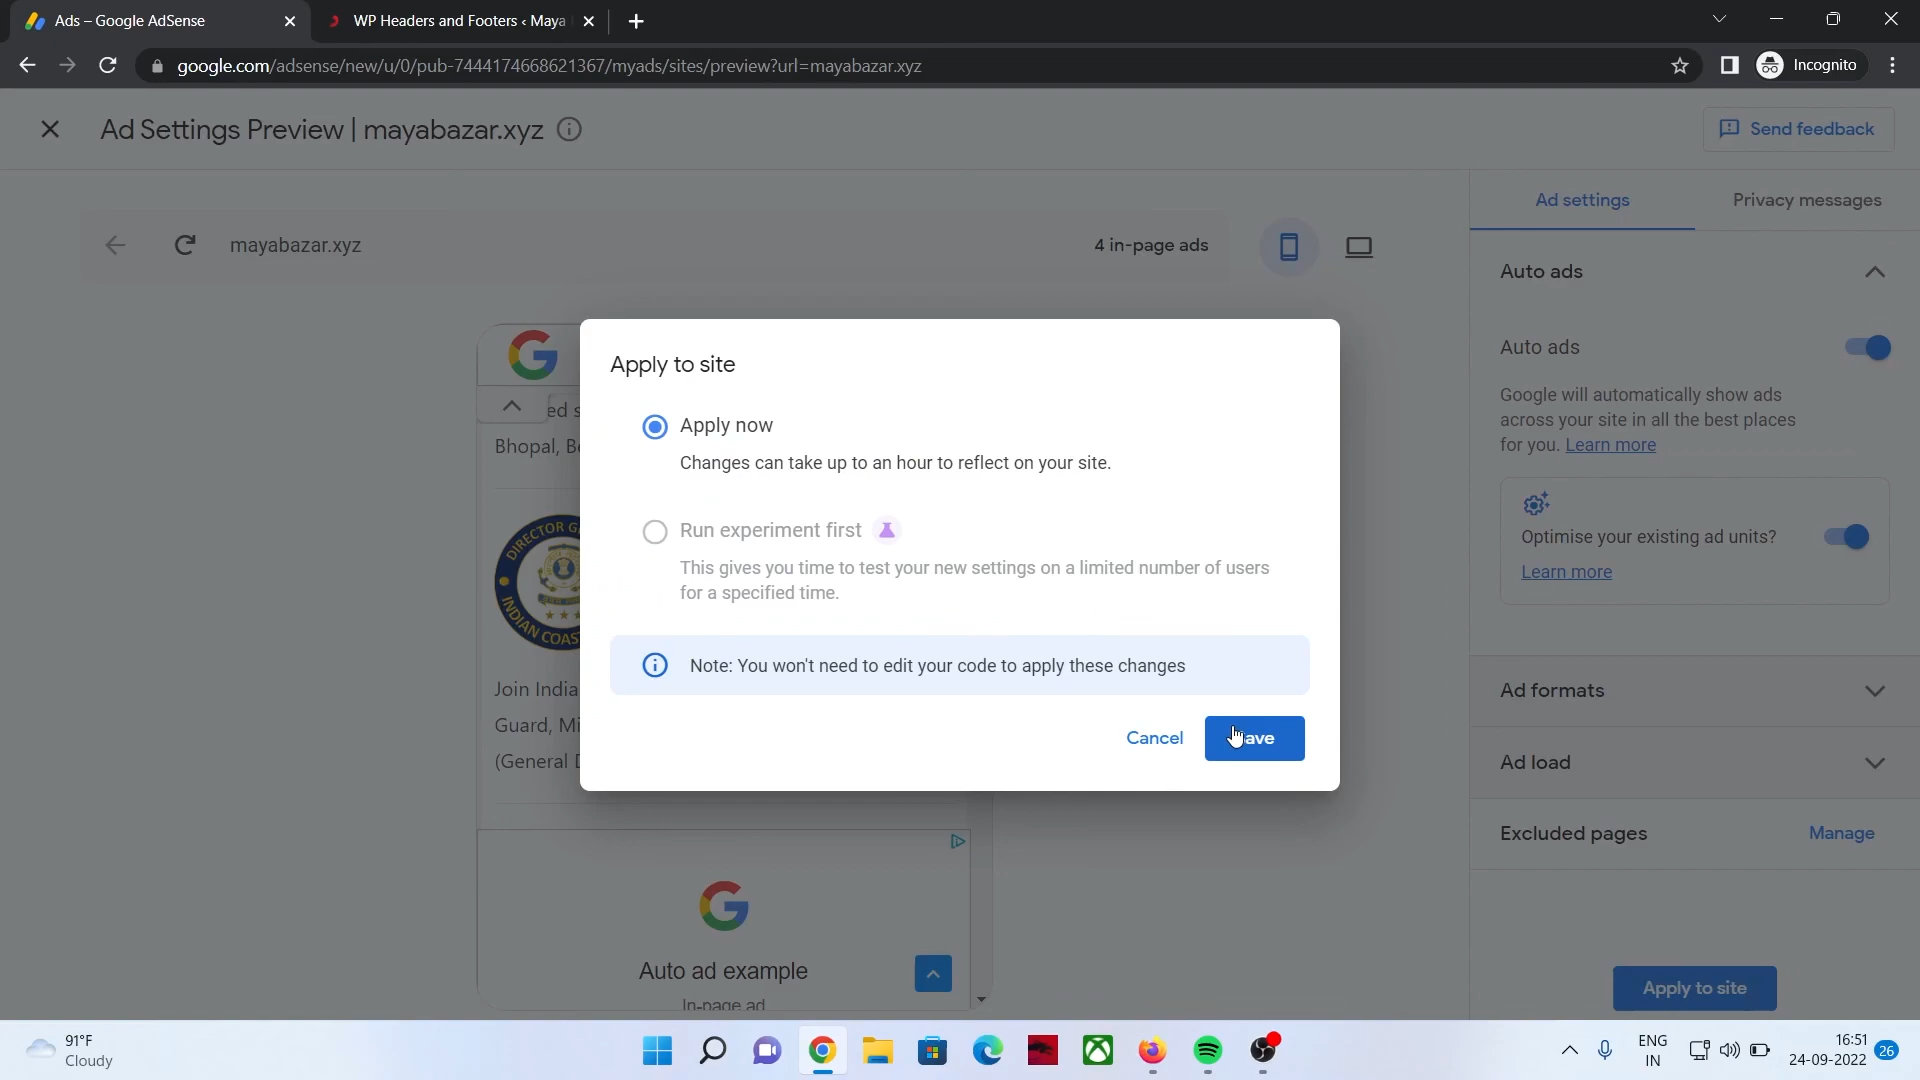 Ads – Google AdSense
WP Headers and Footers ‹ Maya
google.com/adsense/new/u/0/pub-7444174668621367/myads/sites/preview?url=mayabazar.xyz
Incognito
Ad Settings Preview | mayabazar.xyz
Send feedback
mayabazar.xyz
4 in-page ads
Ad settings
Privacy messages
Auto ads
Auto ads
Google will automatically show ads
across your site in all the best places
for you. Learn more
Optimise your existing ad units?
Learn more
Ad formats
Ad load
Excluded pages
Manage
Apply to site
Apply to site
Apply now
Changes can take up to an hour to reflect on your site.
Run experiment first
This gives you time to test your new settings on a limited number of users
for a specified time.
Note: You won't need to edit your code to apply these changes
Cancel
ed s
Bhopal, Be
DIRECTOR G
INDIAN COAS
Join India
Guard, Mi
(General
Auto ad example
In-page ad
91°F
Cloudy
ENG
IN
16:51
24-09-2022
26